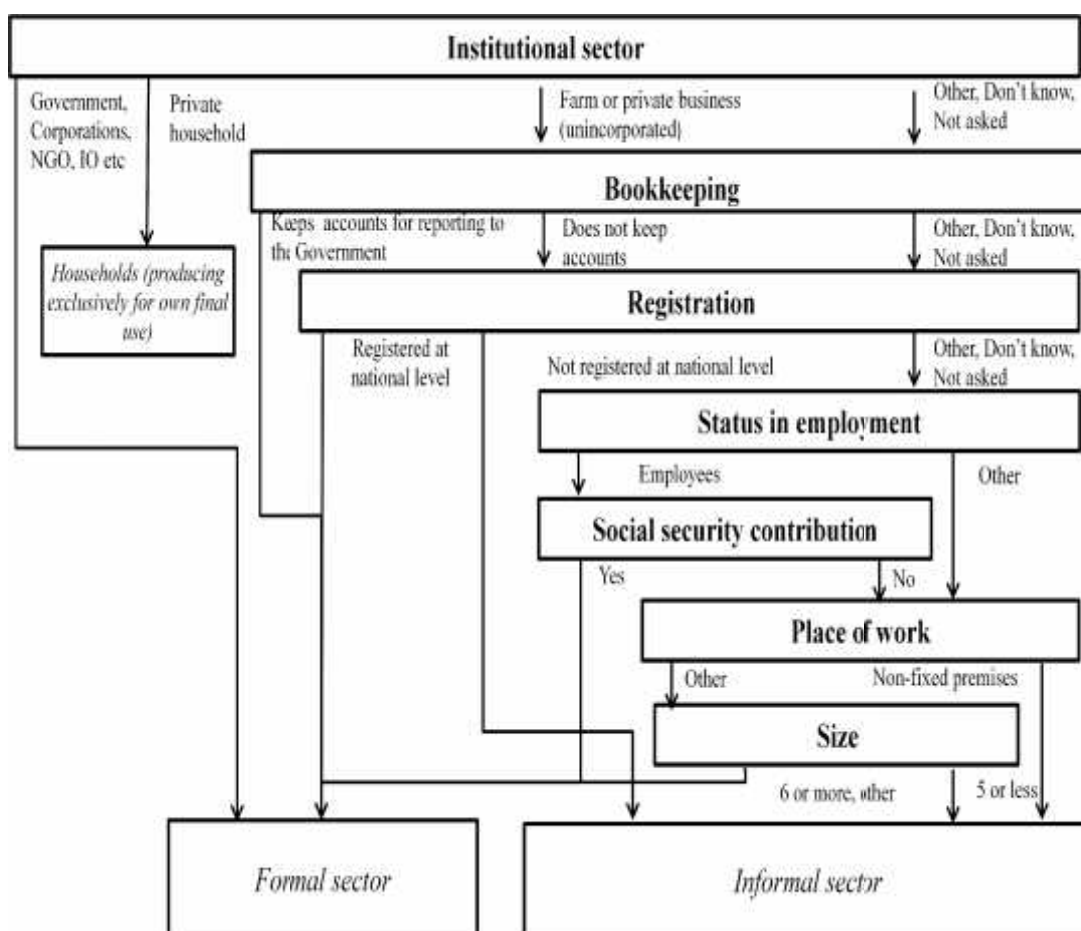 Institutional sector
Government,
Corporations,
NGO, IO etc
Private
household
Farm or private business
(unincorporated)
Other, Don't know,
Not asked
Bookkeeping
Keeps accounts for reporting to
the Government
Does not keep
accounts
Other, Don't know,
Not asked
Households (producing
exclusively for own final
use)
Registration
Registered at
national level
Not registered at national level
Other, Don't know,
Not asked
Status in employment
Employees
Other
Social security contribution
Yes
No
Place of work
Other
Non-fixed premises
Size
6 or more, other
5 or less
Formal sector
Informal sector